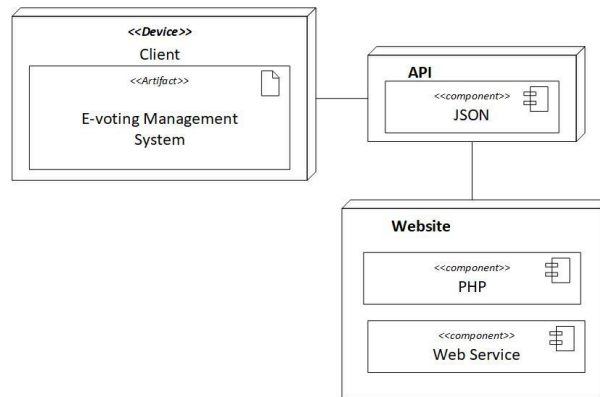 <<Device>>
Client
<<Artifact>>
E-voting Management
System
API
<<component>>
JSON
Website
<<component>>
PHP
<<component>>
Web Service